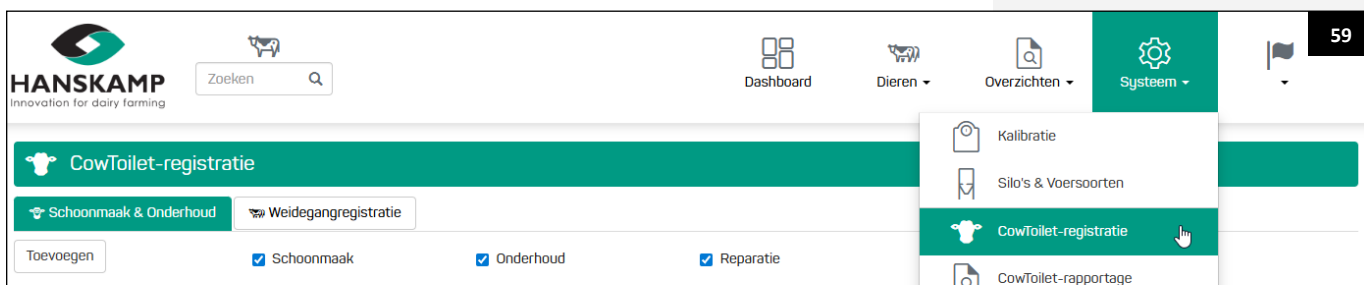 59
HANSKAMP
Innovation for dairy farming
Zoeken
Dashboard
Dieren
Overzichten
Systeem
Kalibratie
Silo's & Voersoorten
CowToilet-registratie
CowToilet-rapportage
CowToilet-registratie
Schoonmaak & Onderhoud
Weidegangregistratie
Toevoegen
Schoonmaak
Onderhoud
Reparatie